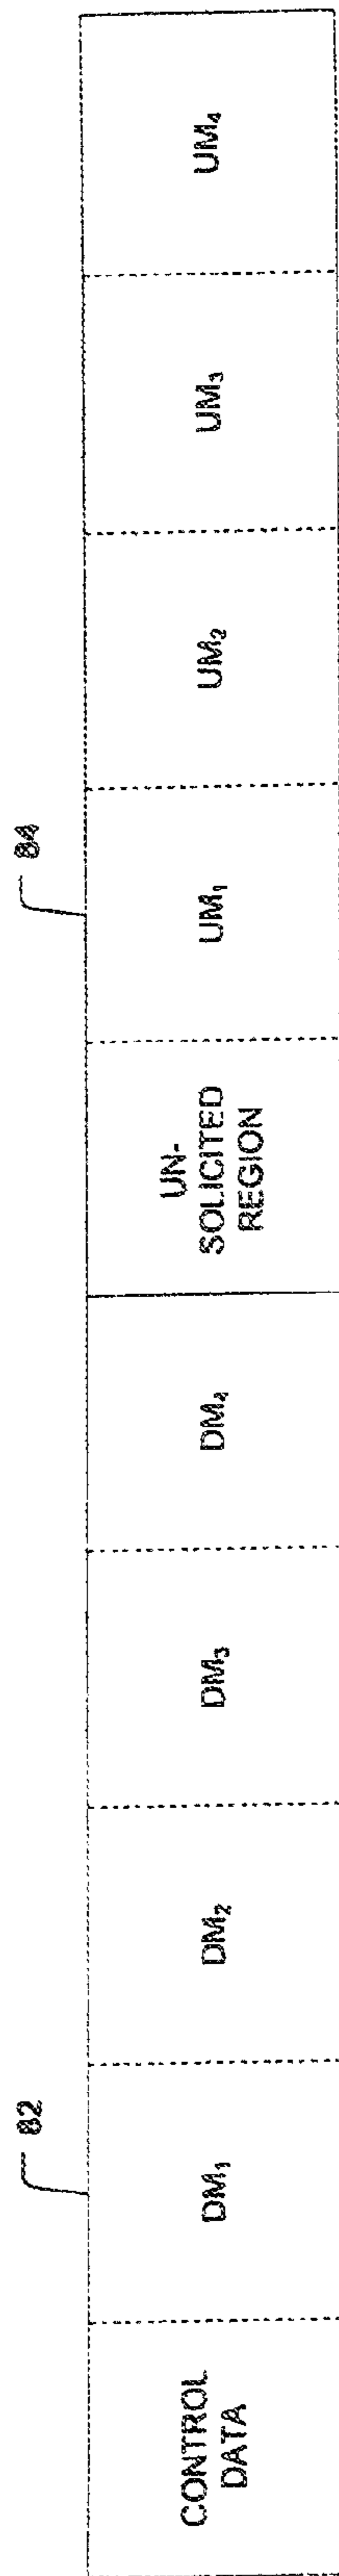 82
84
CONTROL
DATA
DM₁
DM₂
DM₃
DM₄
UN-
SOLICITED
REGION
UM₁
UM₂
UM₃
UM₄